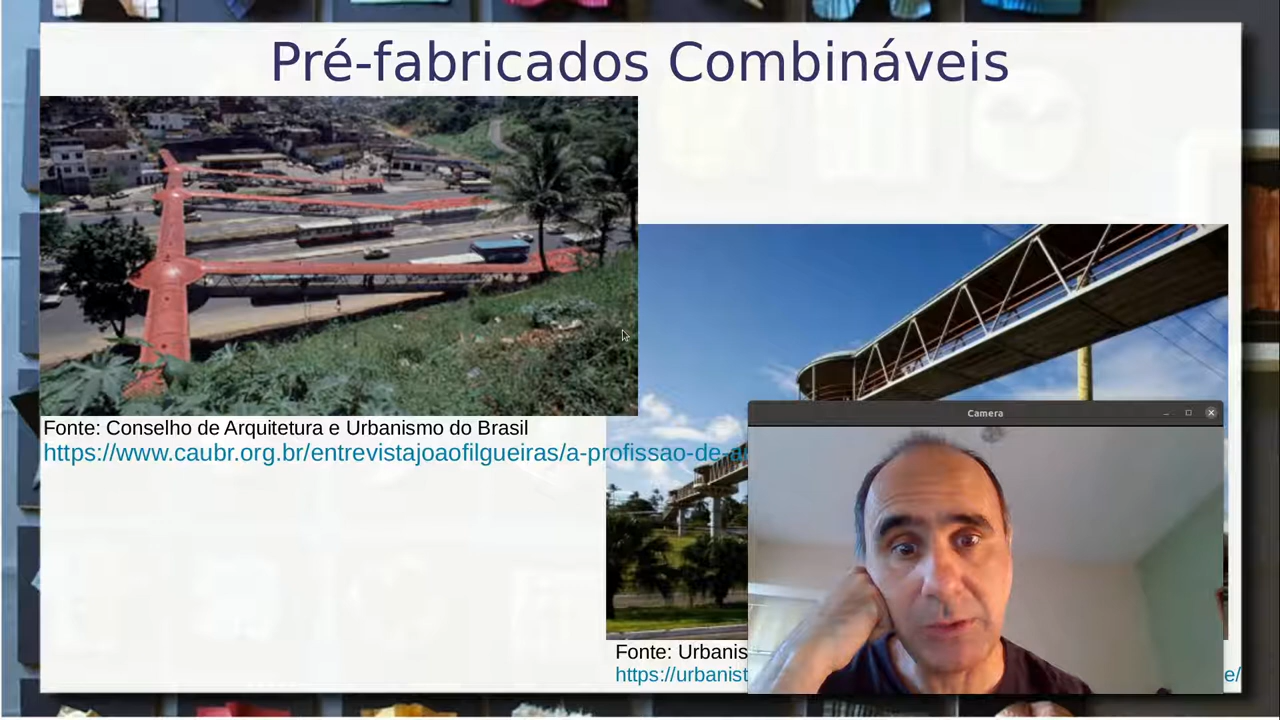 Pré-fabricados Combináveis
Fonte: Conselho de Arquitetura e Urbanismo do Brasil
https://www.caubr.org.br/entrevistajoaofilgueiras/a-profissao-de-a
Camera
Fonte: Urbanis
https://urbanist
e/